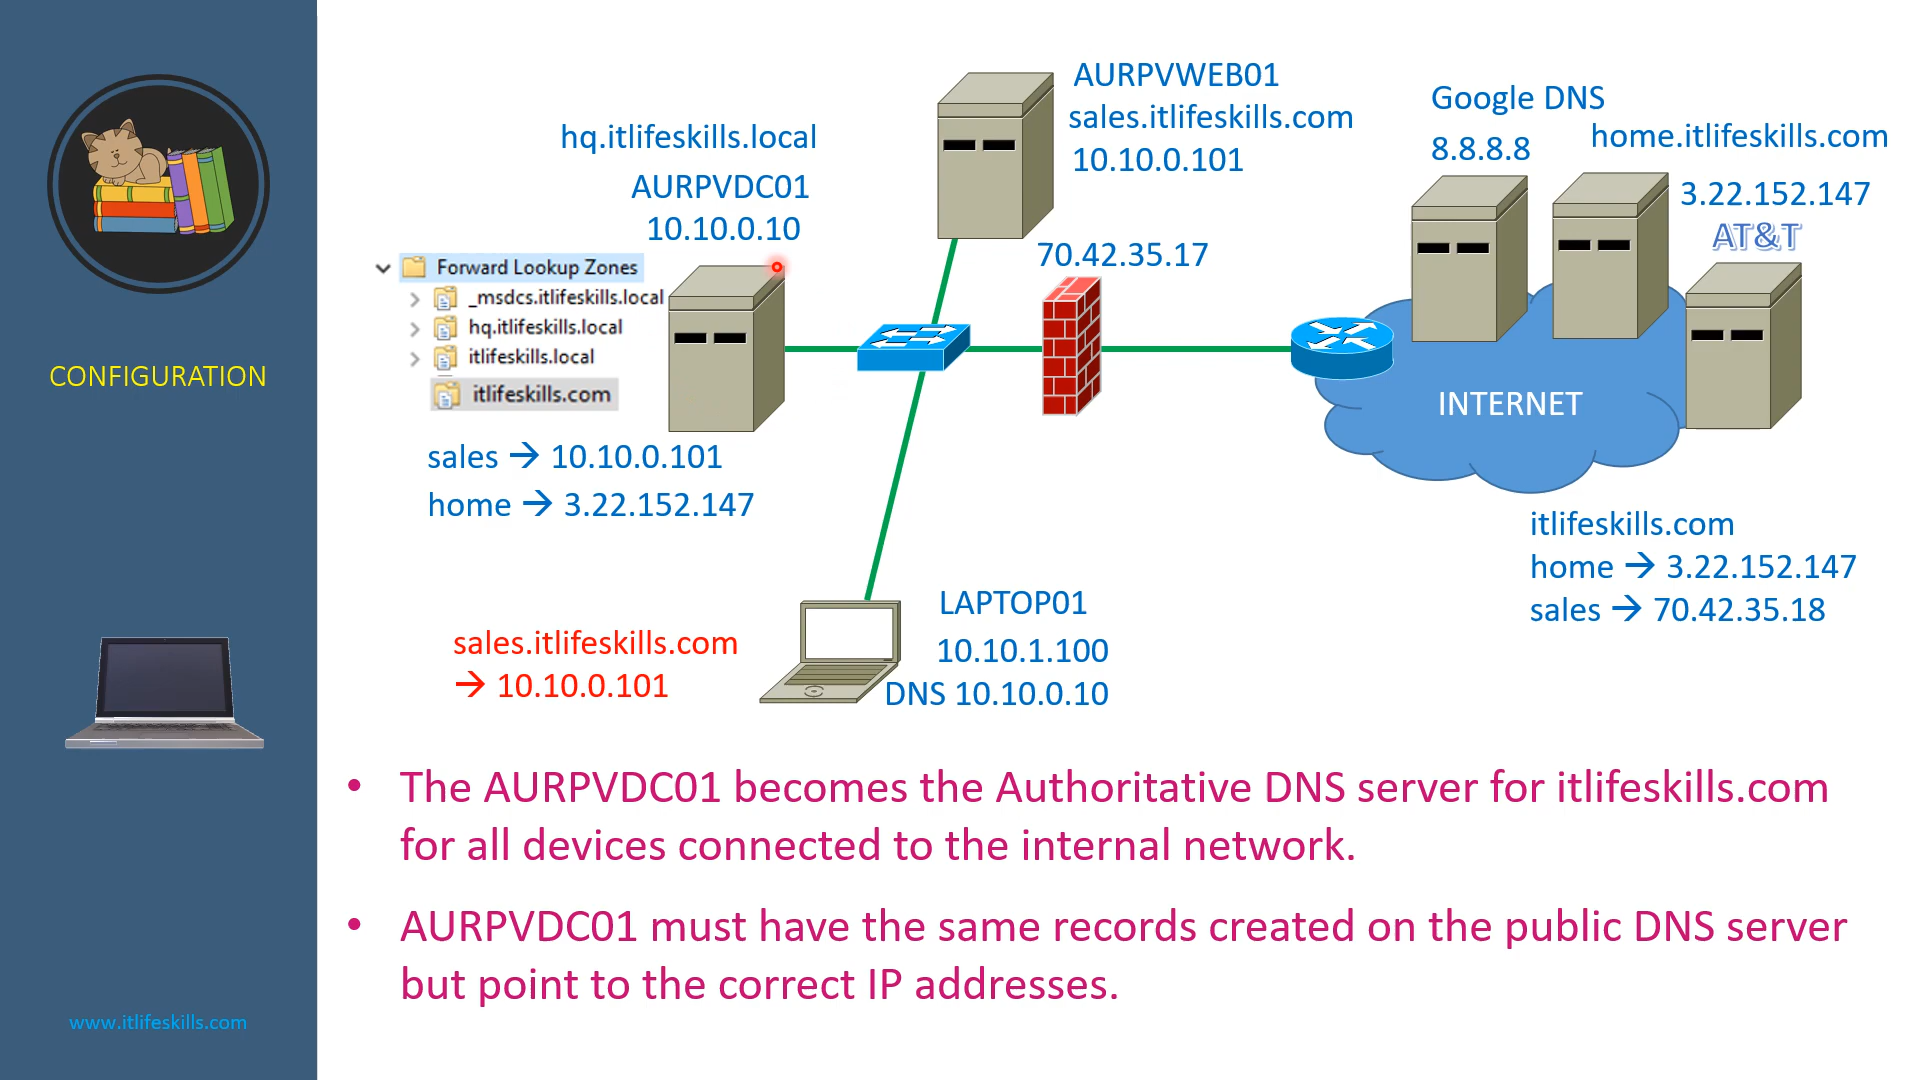 CONFIGURATION
www.itlifeskills.com
hq.itlifeskills.local
AURPVDC01
10.10.0.10
Forward Lookup Zones
_msdcs.itlifeskills.local
hq.itlifeskills.local
itlifeskills.local
itlifeskills.com
sales → 10.10.0.101
home → 3.22.152.147
AURPVWEB01
sales.itlifeskills.com
10.10.0.101
70.42.35.17
Google DNS
8.8.8.8
home.itlifeskills.com
3.22.152.147
AT&T
INTERNET
itlifeskills.com
home → 3.22.152.147
sales → 70.42.35.18
sales.itlifeskills.com
→ 10.10.0.101
LAPTOP01
10.10.1.100
DNS 10.10.0.10
• The AURPVDC01 becomes the Authoritative DNS server for itlifeskills.com
for all devices connected to the internal network.
• AURPVDC01 must have the same records created on the public DNS server
but point to the correct IP addresses.